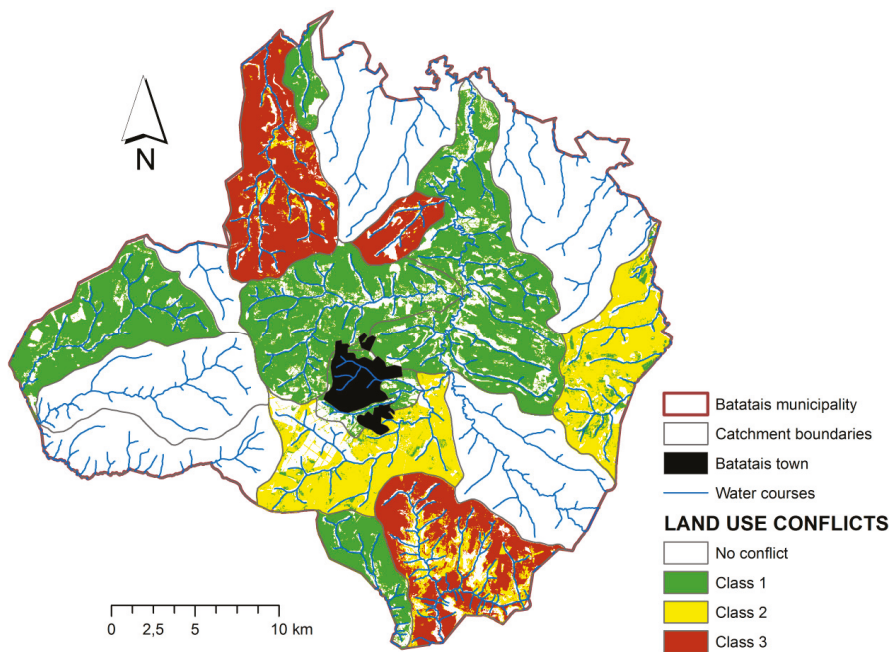 N
Batatais municipality
Catchment boundaries
Batatais town
Water courses
LAND USE CONFLICTS
No conflict
Class 1
Class 2
Class 3
0 2,5 5 10 km